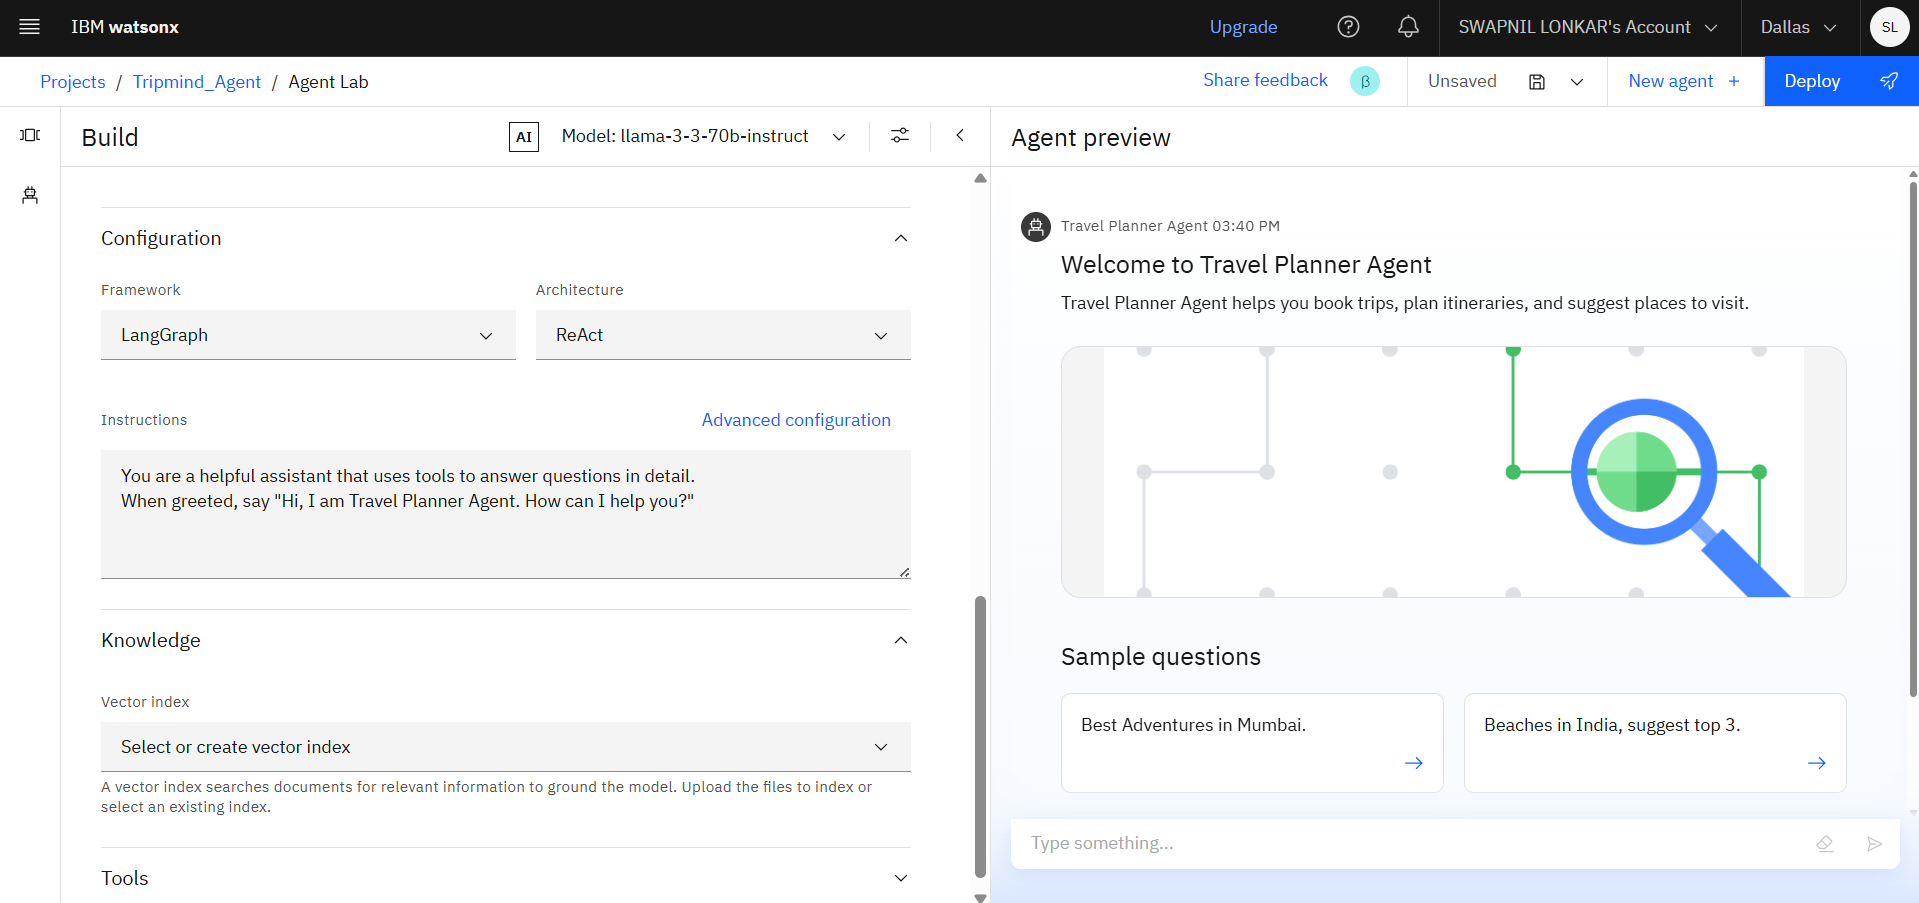 IBM watsonx
Upgrade
SWAPNIL LONKAR's Account
Dallas
SL
Projects / Tripmind_Agent / Agent Lab
Share feedback
β
Unsaved
New agent +
Deploy
Build
AI
Model: llama-3-3-70b-instruct
Configuration
Framework
Architecture
LangGraph
ReAct
Instructions
Advanced configuration
You are a helpful assistant that uses tools to answer questions in detail.
When greeted, say "Hi, I am Travel Planner Agent. How can I help you?"
Knowledge
Vector index
Select or create vector index
A vector index searches documents for relevant information to ground the model. Upload the files to index or
select an existing index.
Tools
Agent preview
Travel Planner Agent 03:40 PM
Welcome to Travel Planner Agent
Travel Planner Agent helps you book trips, plan itineraries, and suggest places to visit.
Sample questions
Best Adventures in Mumbai.
Beaches in India, suggest top 3.
Type something...